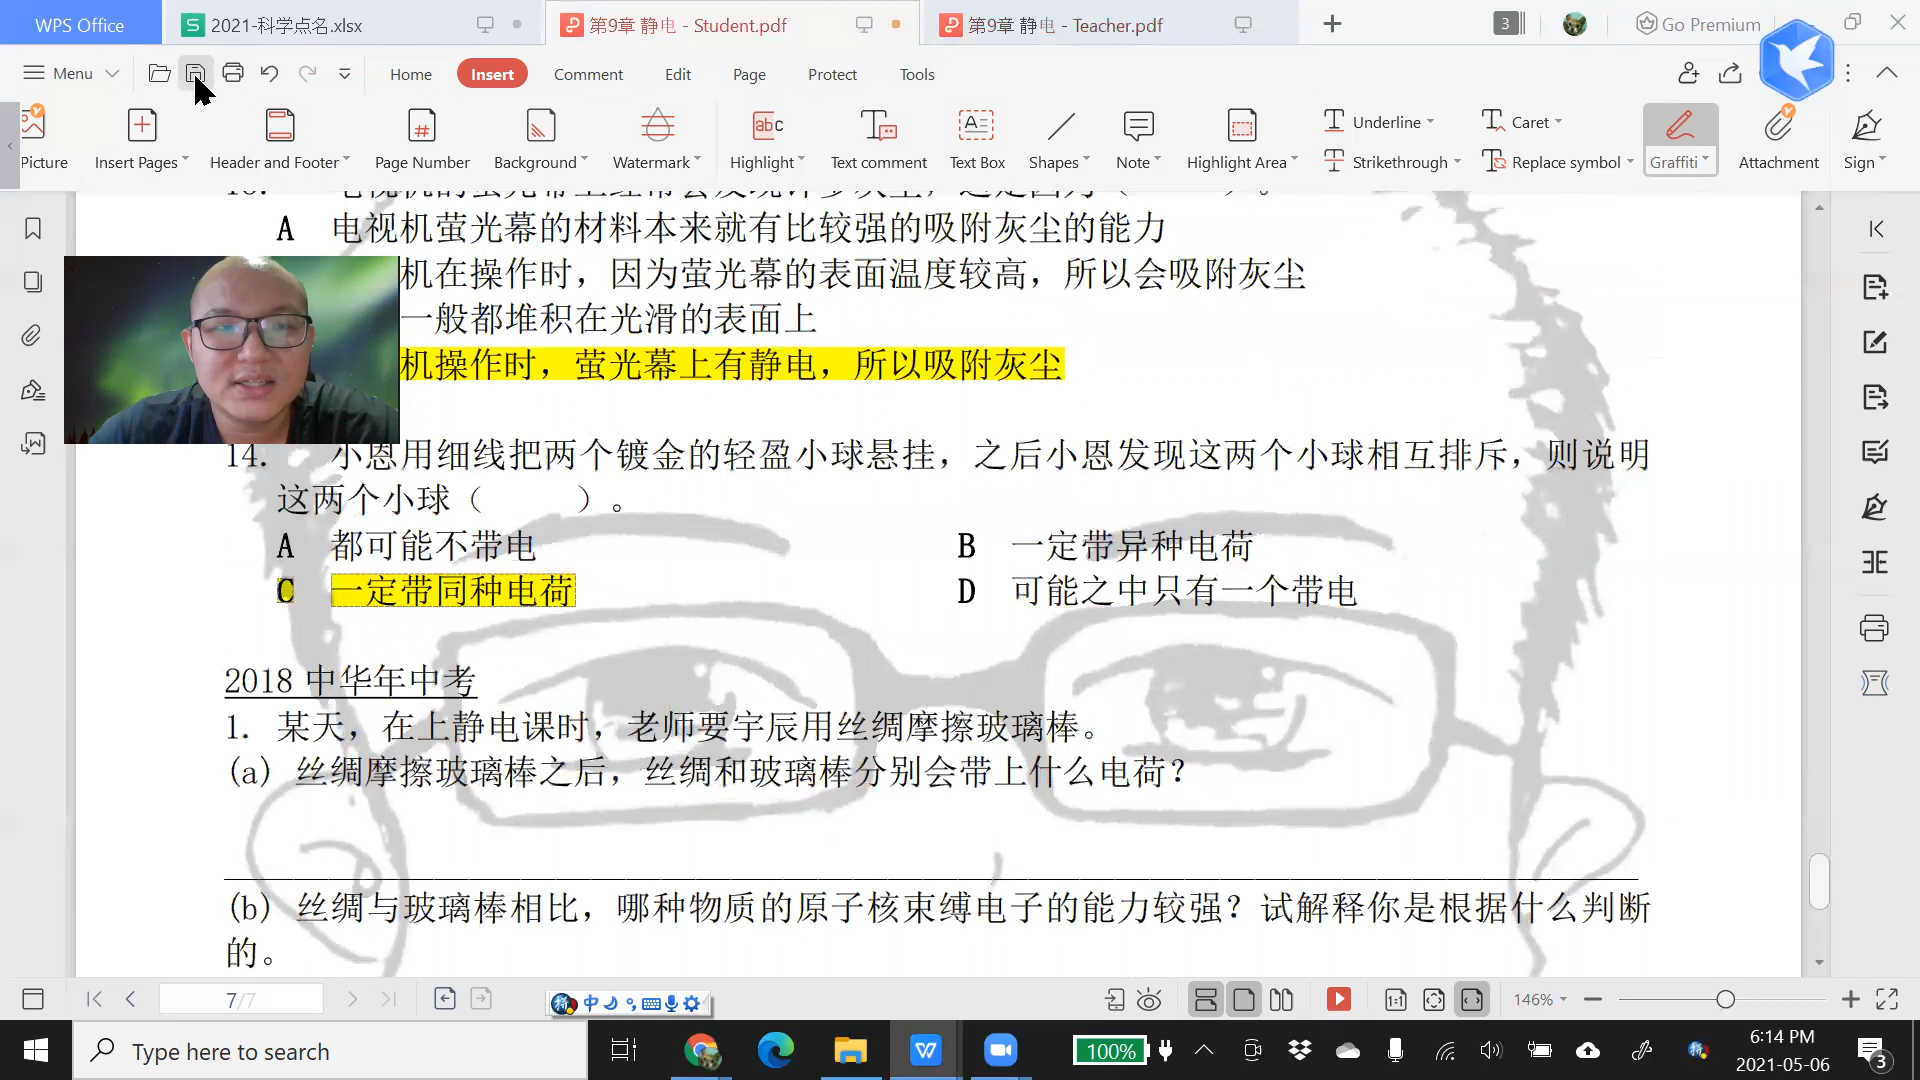 WPS Office
2021-科学点名.xlsx
第9章 静电 - Student.pdf
第9章 静电 - Teacher.pdf
3
Go Premium
Menu
Home
Insert
Comment
Edit
Page
Protect
Tools
Picture
Insert Pages
Header and Footer
Page Number
Background
Watermark
Highlight
Text comment
Text Box
Shapes
Note
Highlight Area
Underline
Strikethrough
Caret
Replace symbol
Graffiti
Attachment
Sign
A 电视机萤光幕的材料本来就有比较强的吸附灰尘的能力
机在操作时，因为萤光幕的表面温度较高，所以会吸附灰尘
一般都堆积在光滑的表面上
机操作时，萤光幕上有静电，所以吸附灰尘
14. 小恩用细线把两个镀金的轻盈小球悬挂，之后小恩发现这两个小球相互排斥，则说明
这两个小球（ ）。
A 都可能不带电 B 一定带异种电荷
C 一定带同种电荷 D 可能之中只有一个带电
2018 中华年中考
1. 某天，在上静电课时，老师要宇辰用丝绸摩擦玻璃棒。
(a) 丝绸摩擦玻璃棒之后，丝绸和玻璃棒分别会带上什么电荷？
(b) 丝绸与玻璃棒相比，哪种物质的原子核束缚电子的能力较强？试解释你是根据什么判断
的。
7/7
中
146%
Type here to search
100%
6:14 PM
2021-05-06
3